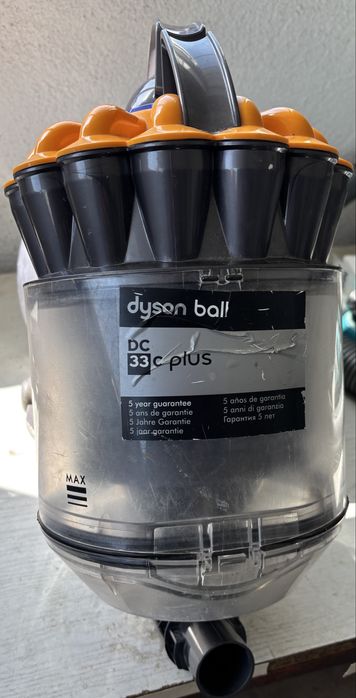 dyson ball
DC
33 c plus
5 year guarantee
5 ans de garantie
5 Jahre Garantie
5 jaar garantie
5 años de garantía
5 anni di garanzia
Гарантия 5 лет
MAX